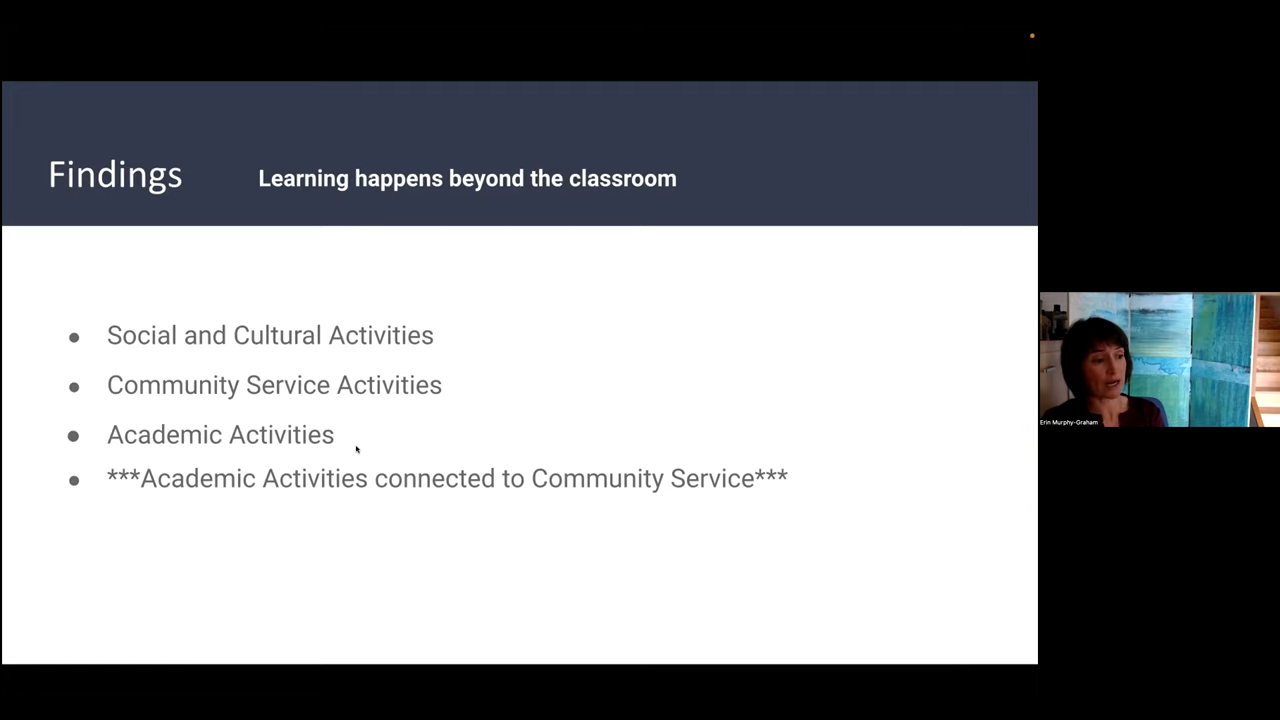 Findings
Learning happens beyond the classroom
● Social and Cultural Activities
● Community Service Activities
● Academic Activities
● ***Academic Activities connected to Community Service***
Erin Murphy-Graham